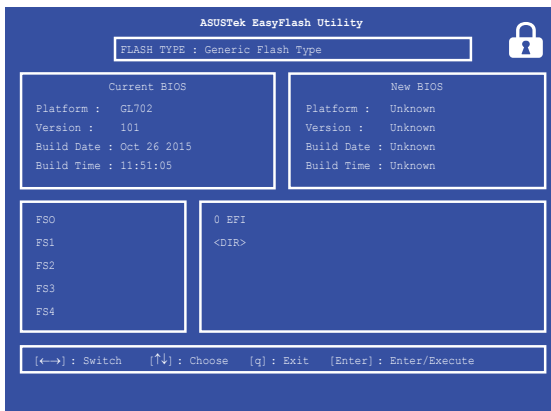 ASUSTek EasyFlash Utility
FLASH TYPE : Generic Flash Type
Current BIOS
Platform : GL702
Version : 101
Build Date : Oct 26 2015
Build Time : 11:51:05
New BIOS
Platform : Unknown
Version : Unknown
Build Date : Unknown
Build Time : Unknown
FSO
FS1
FS2
FS3
FS4
0 EFI
<DIR>
[←→] : Switch [↑↓] : Choose [q] : Exit [Enter] : Enter/Execute